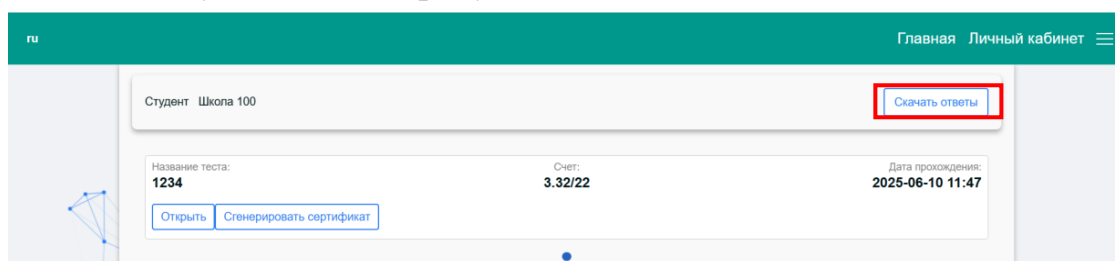 ru
Главная Личный кабинет
Студент Школа 100
Скачать ответы
Название теста:
1234
Счет:
3.32/22
Дата прохождения:
2025-06-10 11:47
Открыть Сгенерировать сертификат